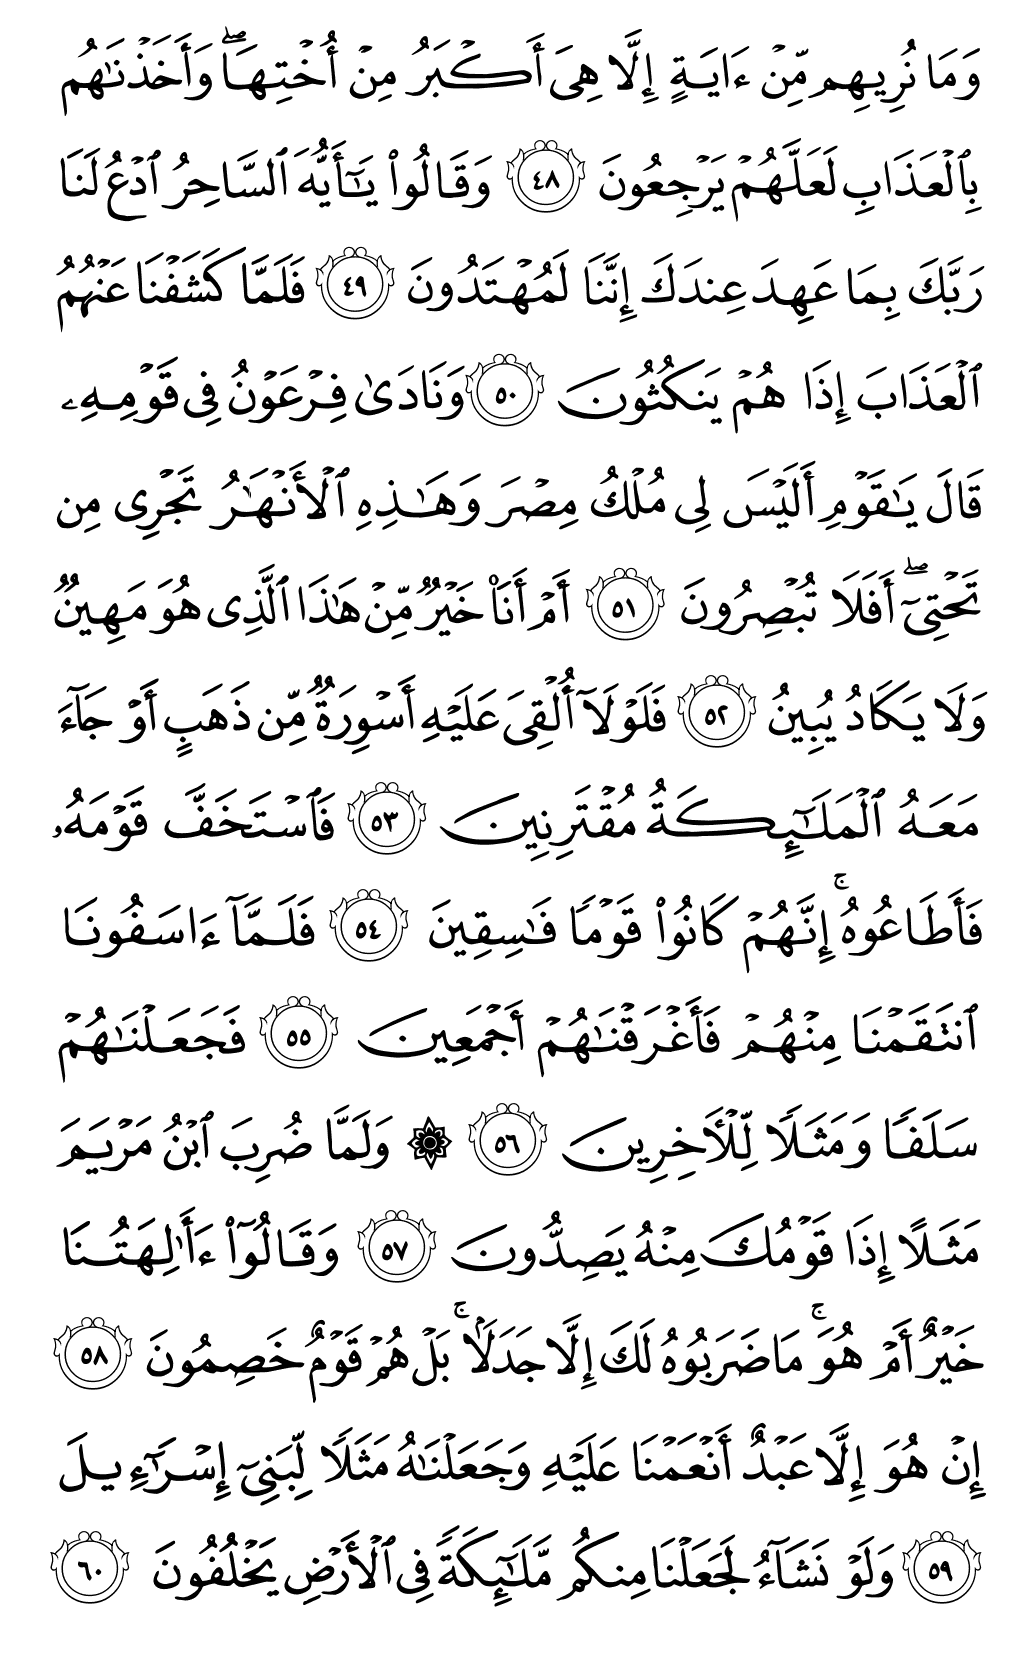 وَمَا نُرِيهِم مِّنۡ ءَايَةٍ إِلَّا هِىَ أَكۡبَرُ مِنۡ أُخۡتِهَاۖ وَأَخَذۡنَٰهُم
بِٱلۡعَذَابِ لَعَلَّهُمۡ يَرۡجِعُونَ ٤٨ وَقَالُواْ يَٰٓأَيُّهَ ٱلسَّاحِرُ ٱدۡعُ لَنَا
رَبَّكَ بِمَا عَهِدَ عِندَكَ إِنَّنَا لَمُهۡتَدُونَ ٤٩ فَلَمَّا كَشَفۡنَا عَنۡهُمُ
ٱلۡعَذَابَ إِذَا هُمۡ يَنكُثُونَ ٥٠ وَنَادَىٰ فِرۡعَوۡنُ فِى قَوۡمِهِۦ
قَالَ يَٰقَوۡمِ أَلَيۡسَ لِى مُلۡكُ مِصۡرَ وَهَٰذِهِ ٱلۡأَنۡهَٰرُ تَجۡرِى مِن
تَحۡتِىٓۖ أَفَلَا تُبۡصِرُونَ ٥١ أَمۡ أَنَا۠ خَيۡرٌ مِّنۡ هَٰذَا ٱلَّذِى هُوَ مَهِينٌ
وَلَا يَكَادُ يُبِينُ ٥٢ فَلَوۡلَآ أُلۡقِىَ عَلَيۡهِ أَسۡوِرَةٌ مِّن ذَهَبٍ أَوۡ جَآءَ
مَعَهُ ٱلۡمَلَٰٓئِكَةُ مُقۡتَرِنِينَ ٥٣ فَٱسۡتَخَفَّ قَوۡمَهُۥ
فَأَطَاعُوهُۚ إِنَّهُمۡ كَانُواْ قَوۡمًا فَٰسِقِينَ ٥٤ فَلَمَّآ ءَاسَفُونَا
ٱنتَقَمۡنَا مِنۡهُمۡ فَأَغۡرَقۡنَٰهُمۡ أَجۡمَعِينَ ٥٥ فَجَعَلۡنَٰهُمۡ
سَلَفًا وَمَثَلًا لِّلۡأَخِرِينَ ٥٦ ۞ وَلَمَّا ضُرِبَ ٱبۡنُ مَرۡيَمَ
مَثَلًا إِذَا قَوۡمُكَ مِنۡهُ يَصِدُّونَ ٥٧ وَقَالُوٓاْ ءَأَٰلِهَتُنَا
خَيۡرٌ أَمۡ هُوَۚ مَا ضَرَبُوهُ لَكَ إِلَّا جَدَلَۢاۚ بَلۡ هُمۡ قَوۡمٌ خَصِمُونَ ٥٨
إِنۡ هُوَ إِلَّا عَبۡدٌ أَنۡعَمۡنَا عَلَيۡهِ وَجَعَلۡنَٰهُ مَثَلًا لِّبَنِىٓ إِسۡرَٰٓءِيلَ
٥٩ وَلَوۡ نَشَآءُ لَجَعَلۡنَا مِنكُم مَّلَٰٓئِكَةً فِى ٱلۡأَرۡضِ يَخۡلُفُونَ ٦٠